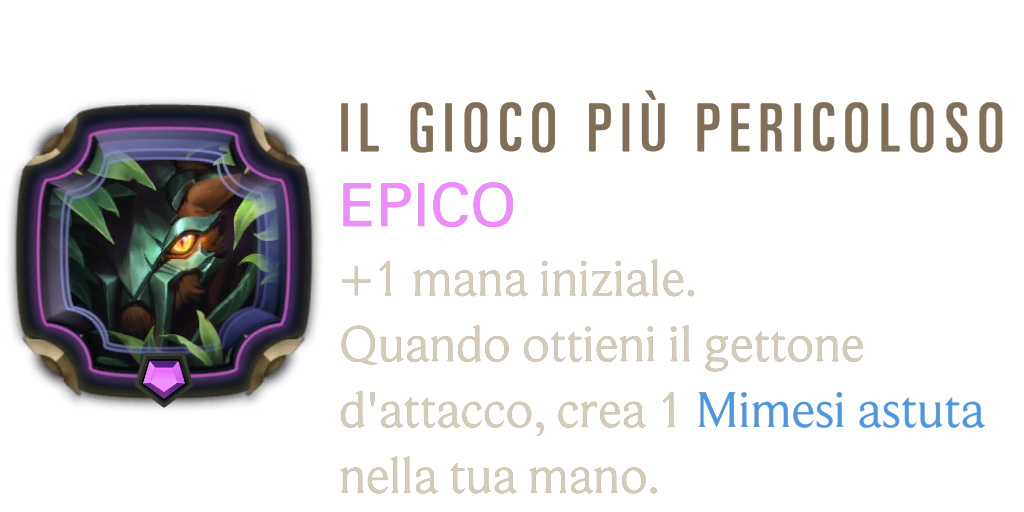 IL GIOCO PIÙ PERICOLOSO
EPICO
+1 mana iniziale.
Quando ottieni il gettone
d'attacco, crea 1 Mimesi astuta
nella tua mano.